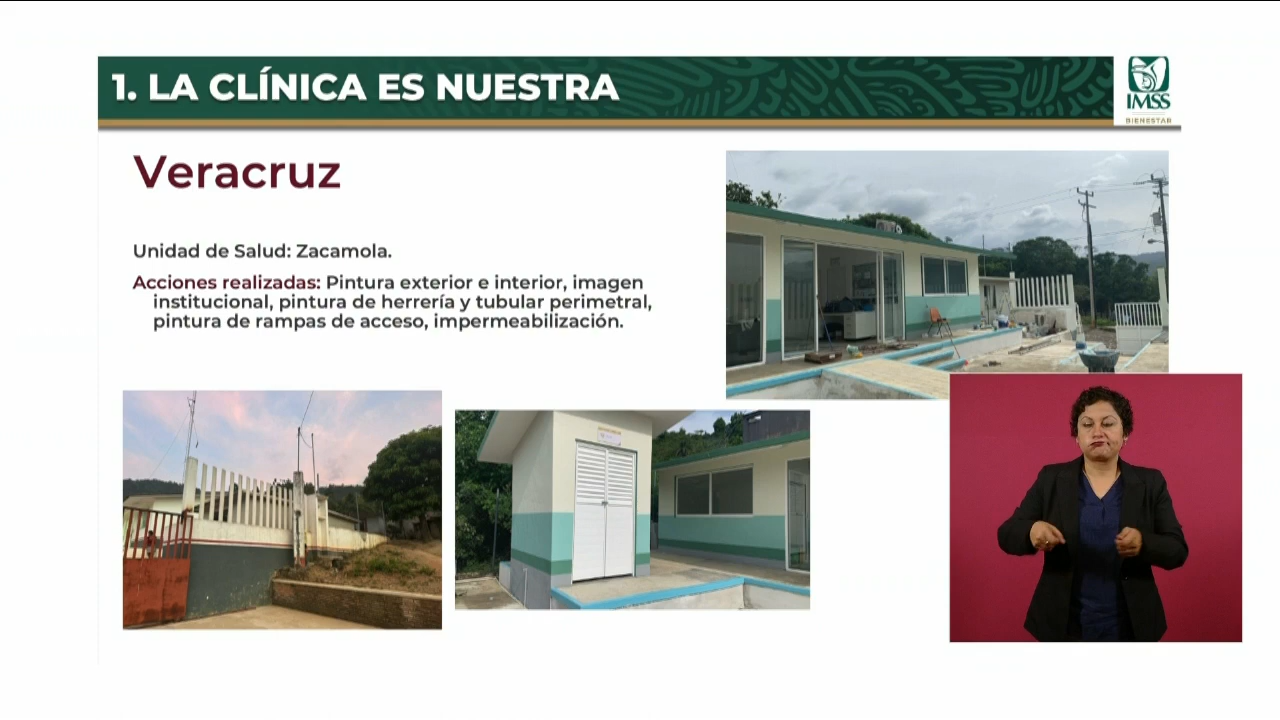 1. LA CLÍNICA ES NUESTRA
IMSS
BIENESTAR
Veracruz
Unidad de Salud: Zacamola.
Acciones realizadas: Pintura exterior e interior, imagen
institucional, pintura de herrería y tubular perimetral,
pintura de rampas de acceso, impermeabilización.